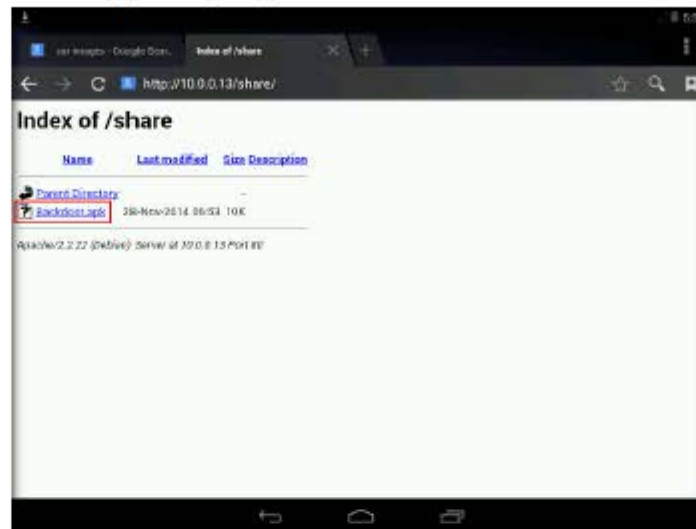 Index of /share
http://10.0.0.13/share/
Index of /share
Name Last modified Size Description
Parent Directory -
Backdoor.apk 28-Nov-2014 10K
Apache/2.2.22 (Debian) Server at 10.0.0.13 Port 80